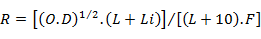 R = [(O.D)^{1/2}.(L + Li)]/[(L + 10).F]